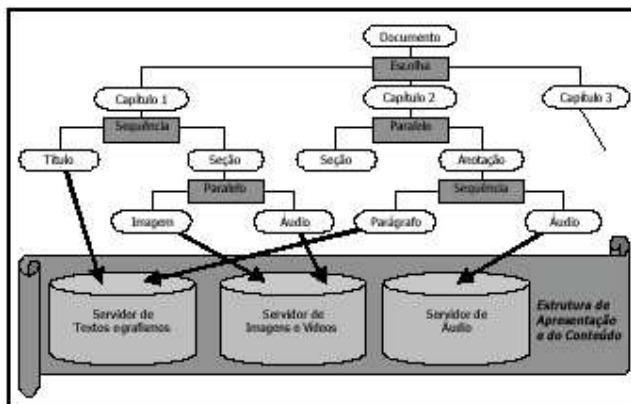 Documento
Escolha
Capítulo 1
Capítulo 2
Capítulo 3
Sequência
Paralelo
Título
Seção
Seção
Anotação
Paralelo
Sequência
Imagem
Áudio
Parágrafo
Áudio
Servidor de
Textos egrafismos
Servidor de
Imagens e Vídeos
Servidor de
Áudio
Estrutura de
Apresentação
e do Conteúdo